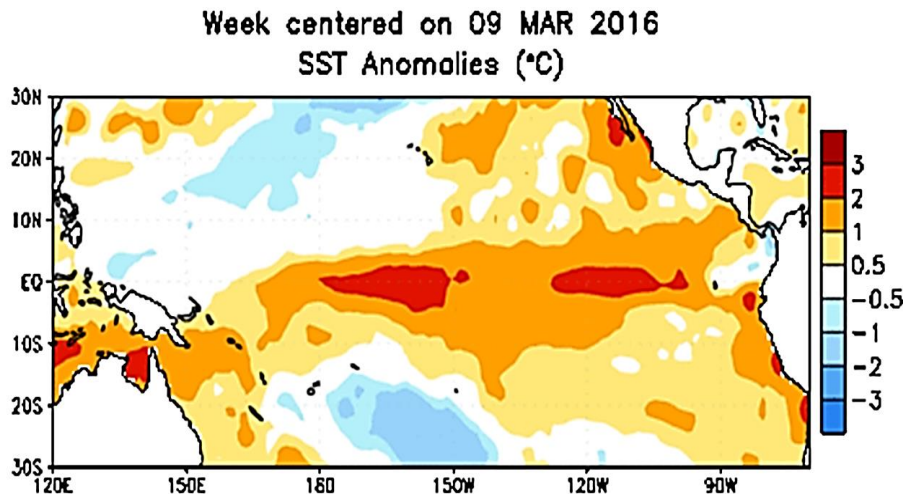 Week centered on 09 MAR 2016
SST Anomalies (°C)
30N
20N
10N
EQ
10S
20S
30S
120E 150E 180 150W 120W 90W
3
2
1
0.5
-0.5
-1
-2
-3